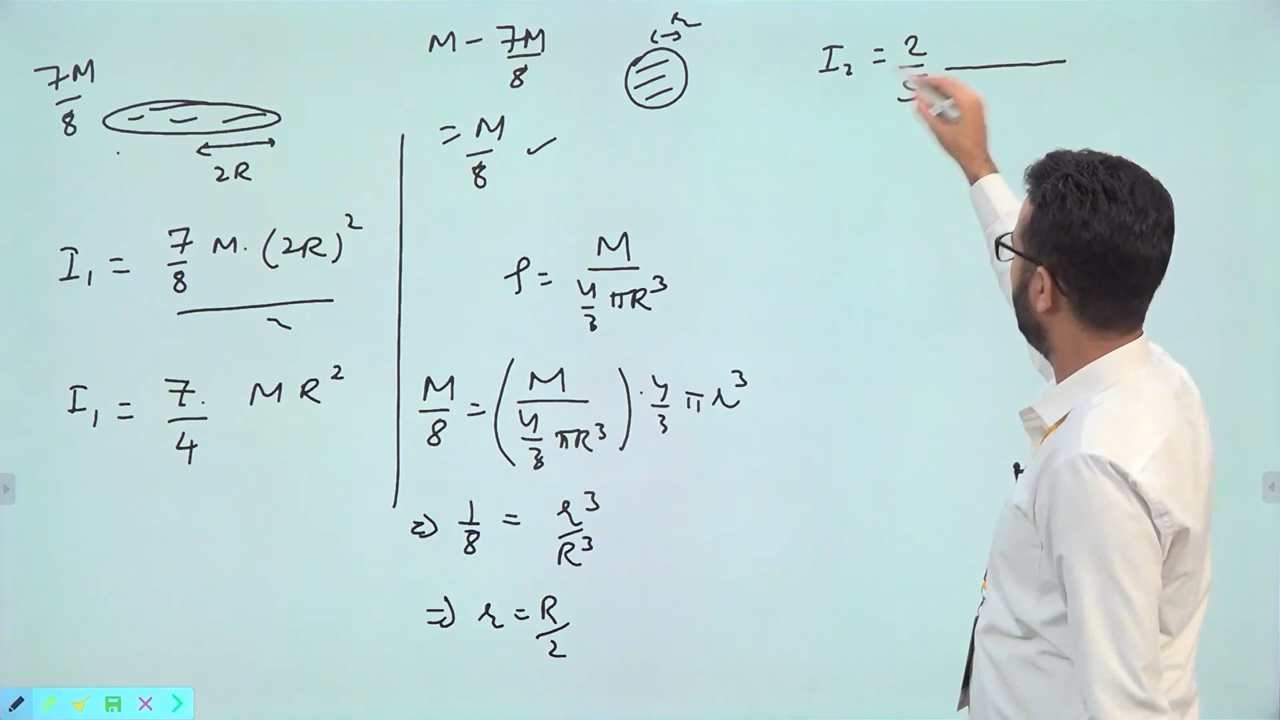 7M/8
2R
I₁ = (7/8 M. (2R)²)/2
I₁ = 7./4 MR²
M - 7M/8
= M/8 ✓
r
ρ = M/(4/3 πR³)
M/8 = (M/(4/3 πR³)) · 4/3 πr³
⇒ 1/8 = r³/R³
⇒ r = R/2
I₂ = 2/5